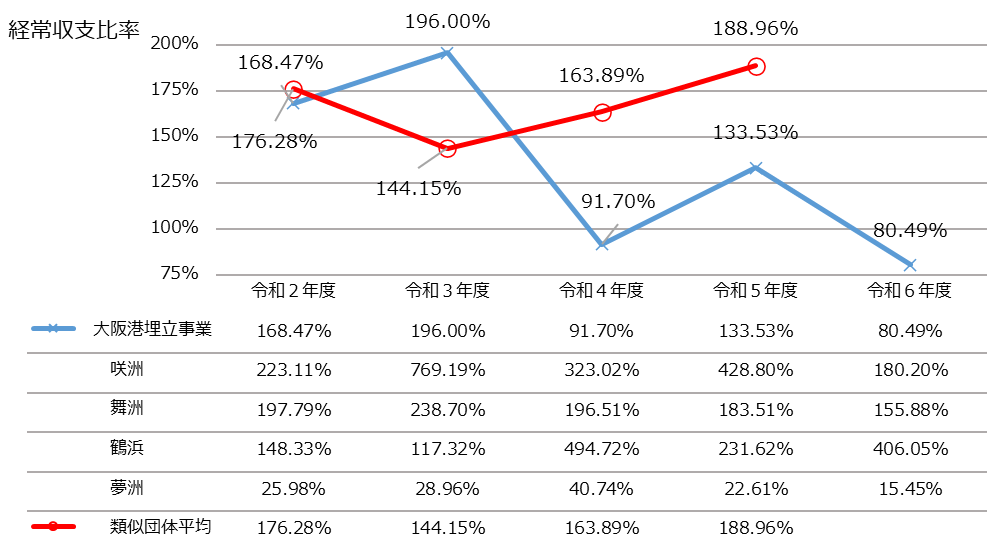 経常収支比率
200%
175%
150%
125%
100%
75%
168.47%
196.00%
91.70%
133.53%
80.49%
176.28%
144.15%
163.89%
188.96%
令和２年度 令和３年度 令和４年度 令和５年度 令和６年度
大阪港埋立事業 168.47% 196.00% 91.70% 133.53% 80.49%
咲洲 223.11% 769.19% 323.02% 428.80% 180.20%
舞洲 197.79% 238.70% 196.51% 183.51% 155.88%
鶴浜 148.33% 117.32% 494.72% 231.62% 406.05%
夢洲 25.98% 28.96% 40.74% 22.61% 15.45%
類似団体平均 176.28% 144.15% 163.89% 188.96%